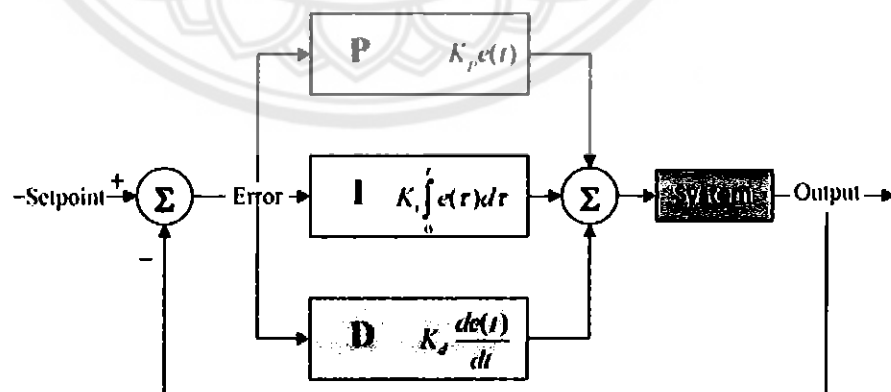 P K_p e(t)
–Setpoint + Σ Error I K_i ∫_0^t e(τ)dτ Σ system Output
−
D K_d de(t)/dt